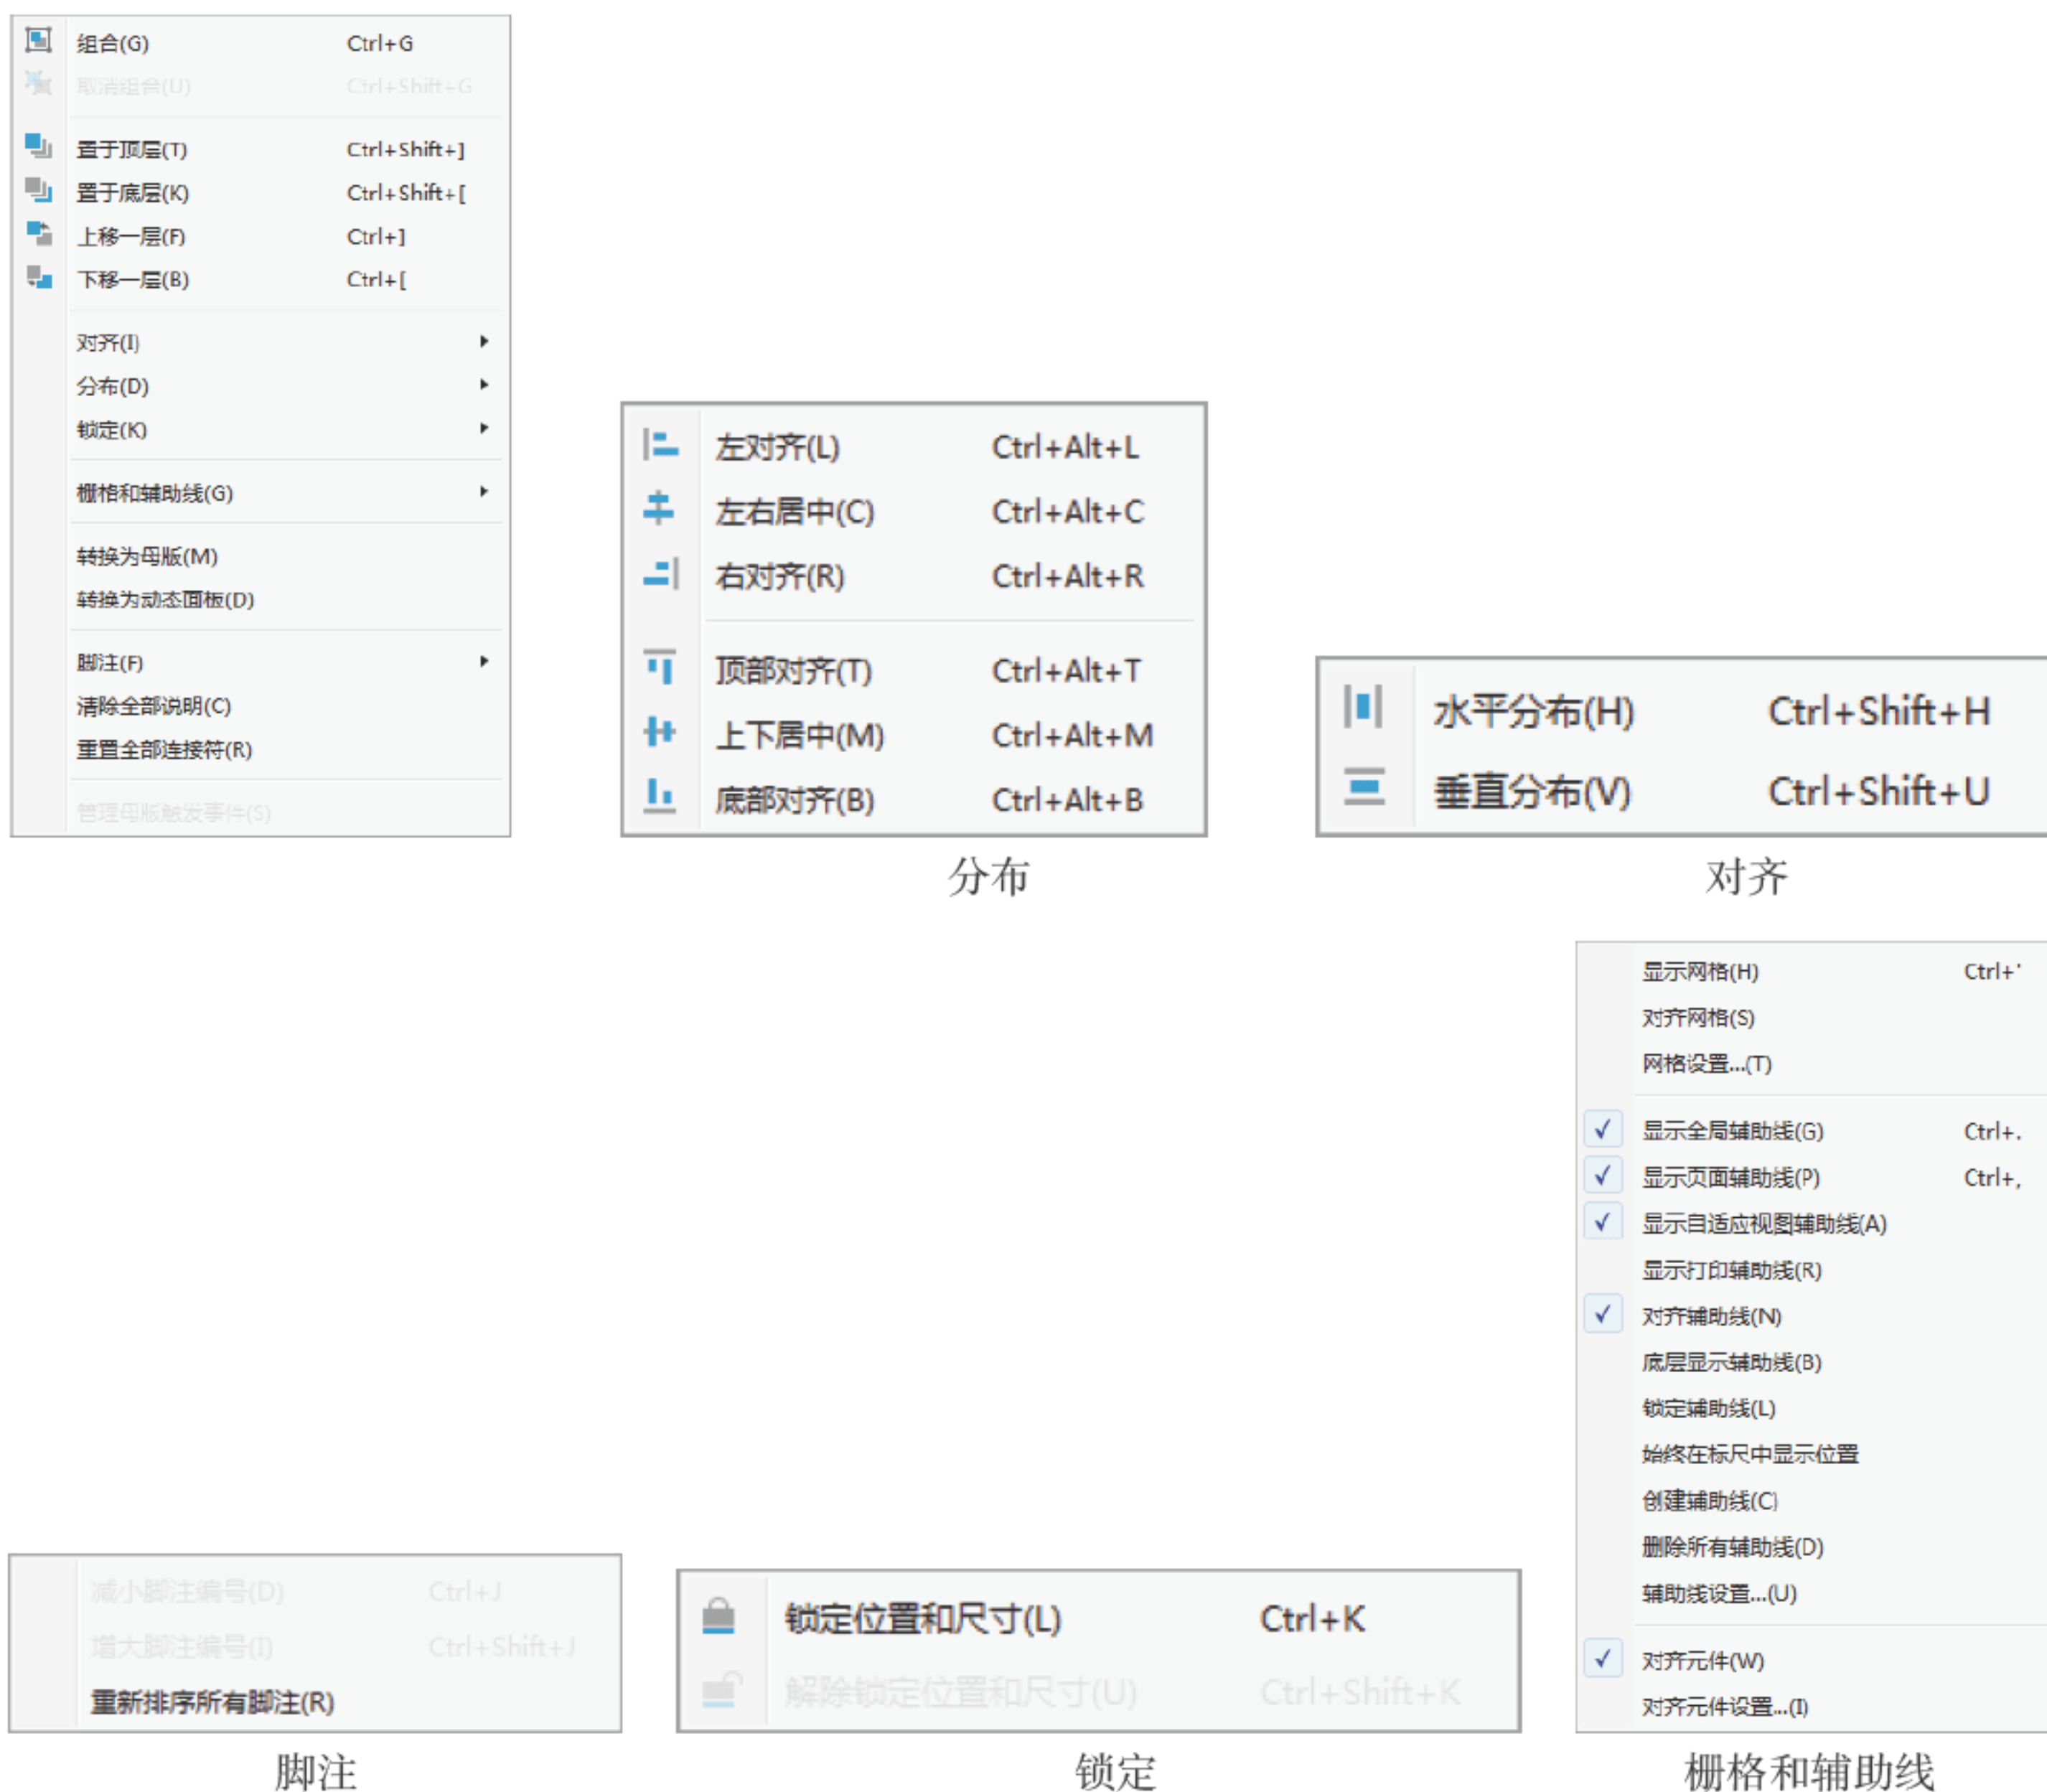 组合(G) Ctrl+G
取消组合(U) Ctrl+Shift+G
置于顶层(T) Ctrl+Shift+]
置于底层(K) Ctrl+Shift+[
上移一层(F) Ctrl+]
下移一层(B) Ctrl+[
对齐(I)
分布(D)
锁定(K)
栅格和辅助线(G)
转换为母版(M)
转换为动态面板(D)
脚注(F)
清除全部说明(C)
重置全部连接符(R)
管理母版触发事件(S)
左对齐(L) Ctrl+Alt+L
左右居中(C) Ctrl+Alt+C
右对齐(R) Ctrl+Alt+R
顶部对齐(T) Ctrl+Alt+T
上下居中(M) Ctrl+Alt+M
底部对齐(B) Ctrl+Alt+B
分布
水平分布(H) Ctrl+Shift+H
垂直分布(V) Ctrl+Shift+U
对齐
减小脚注编号(D) Ctrl+J
增大脚注编号(I) Ctrl+Shift+J
重新排序所有脚注(R)
脚注
锁定位置和尺寸(L) Ctrl+K
解除锁定位置和尺寸(U) Ctrl+Shift+K
锁定
显示网格(H) Ctrl+'
对齐网格(S)
网格设置...(T)
显示全局辅助线(G) Ctrl+.
显示页面辅助线(P) Ctrl+,
显示自适应视图辅助线(A)
显示打印辅助线(R)
对齐辅助线(N)
底层显示辅助线(B)
锁定辅助线(L)
始终在标尺中显示位置
创建辅助线(C)
删除所有辅助线(D)
辅助线设置...(U)
对齐元件(W)
对齐元件设置...(I)
栅格和辅助线